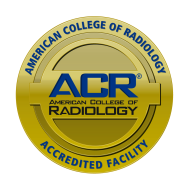 AMERICAN COLLEGE OF RADIOLOGY
ACR®
AMERICAN COLLEGE OF
RADIOLOGY
ACCREDITED FACILITY